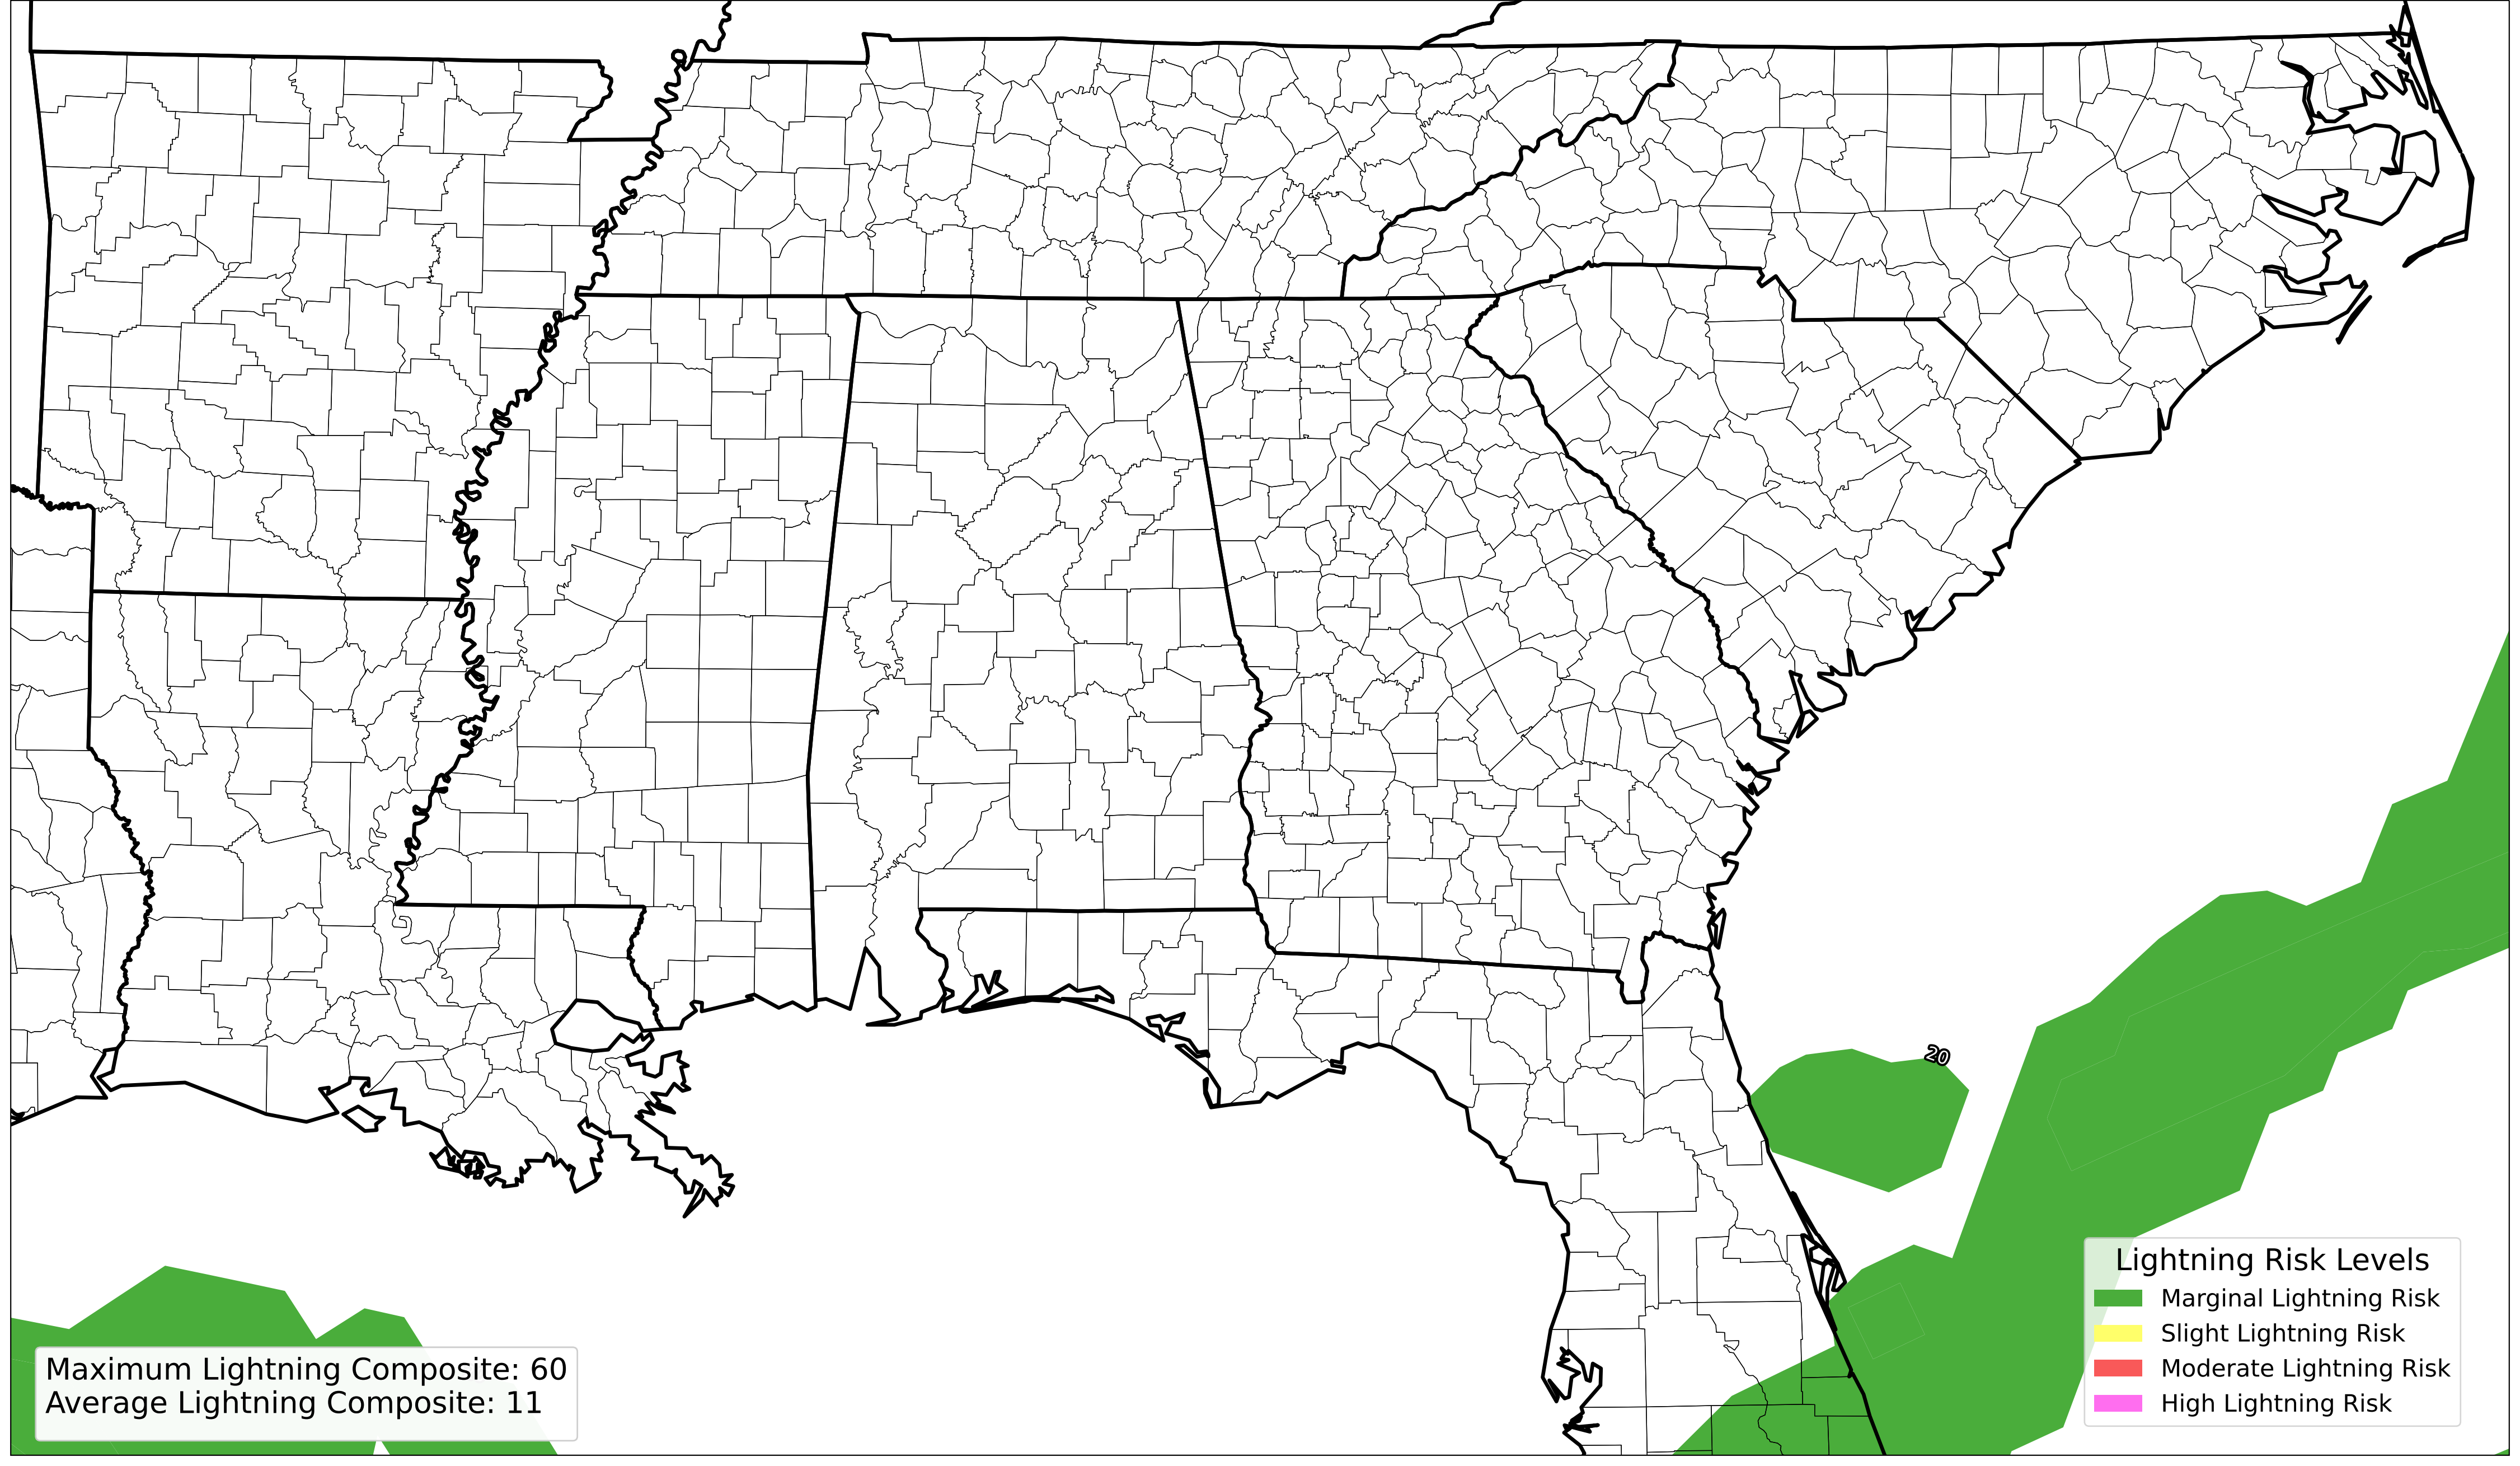 20
Lightning Risk Levels
Marginal Lightning Risk
Slight Lightning Risk
Moderate Lightning Risk
High Lightning Risk
Maximum Lightning Composite: 60
Average Lightning Composite: 11